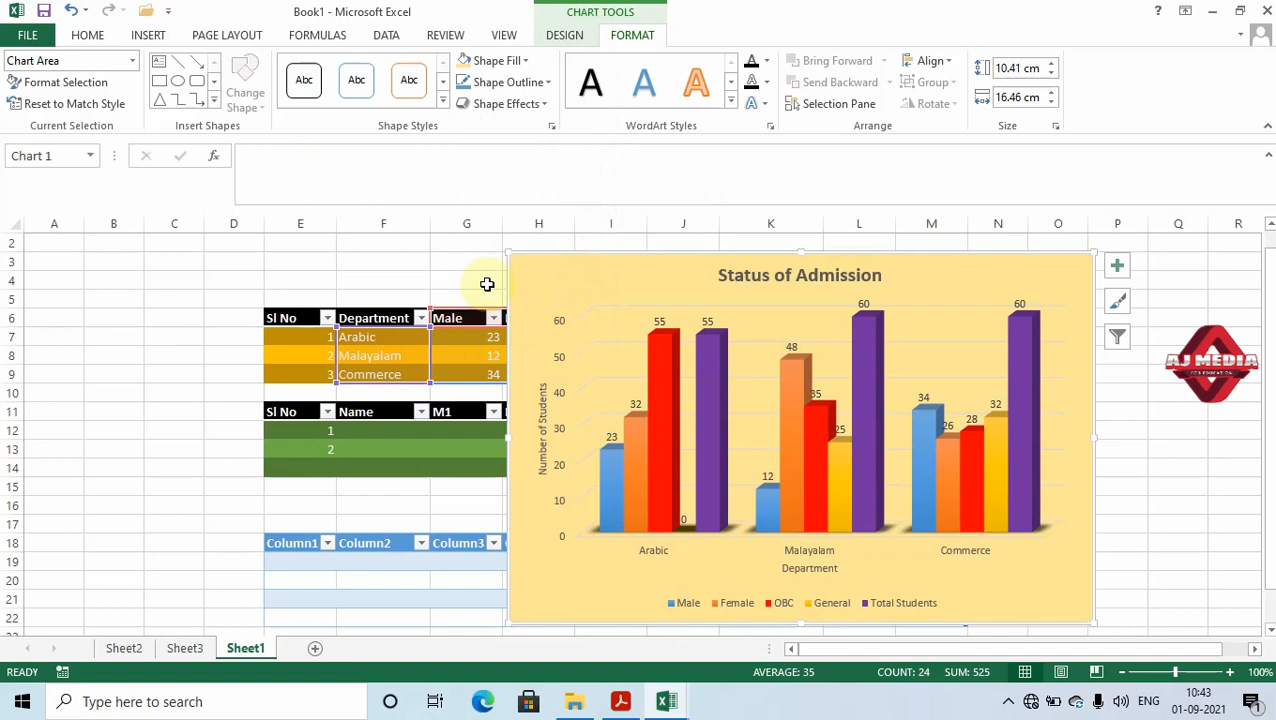 Book1 - Microsoft Excel
CHART TOOLS
FILE HOME INSERT PAGE LAYOUT FORMULAS DATA REVIEW VIEW DESIGN FORMAT
Chart Area
Format Selection
Reset to Match Style
Current Selection
Change
Shape
Insert Shapes
Abc Abc Abc
Shape Fill
Shape Outline
Shape Effects
Shape Styles
A A A
WordArt Styles
Bring Forward
Send Backward
Selection Pane
Align
Group
Rotate
Arrange
10.41 cm
16.46 cm
Size
Chart 1
fx
A B C D E F G H I J K L M N O P Q R
2
3
4
5
6 Sl No Department Male
7 1 Arabic 23
8 2 Malayalam 12
9 3 Commerce 34
10
11 Sl No Name M1
12 1
13 2
14
15
16
17
18 Column1 Column2 Column3
19
20
21
22
Status of Admission
Number of Students
60
50
40
30
20
10
0
23 32 55 0 55
12 48 35 25 60
34 26 28 32 60
Arabic Malayalam Commerce
Department
Male Female OBC General Total Students
AJ MEDIA
Sheet2 Sheet3 Sheet1
READY
AVERAGE: 35 COUNT: 24 SUM: 525
100%
Type here to search
ENG
10:43
01-09-2021